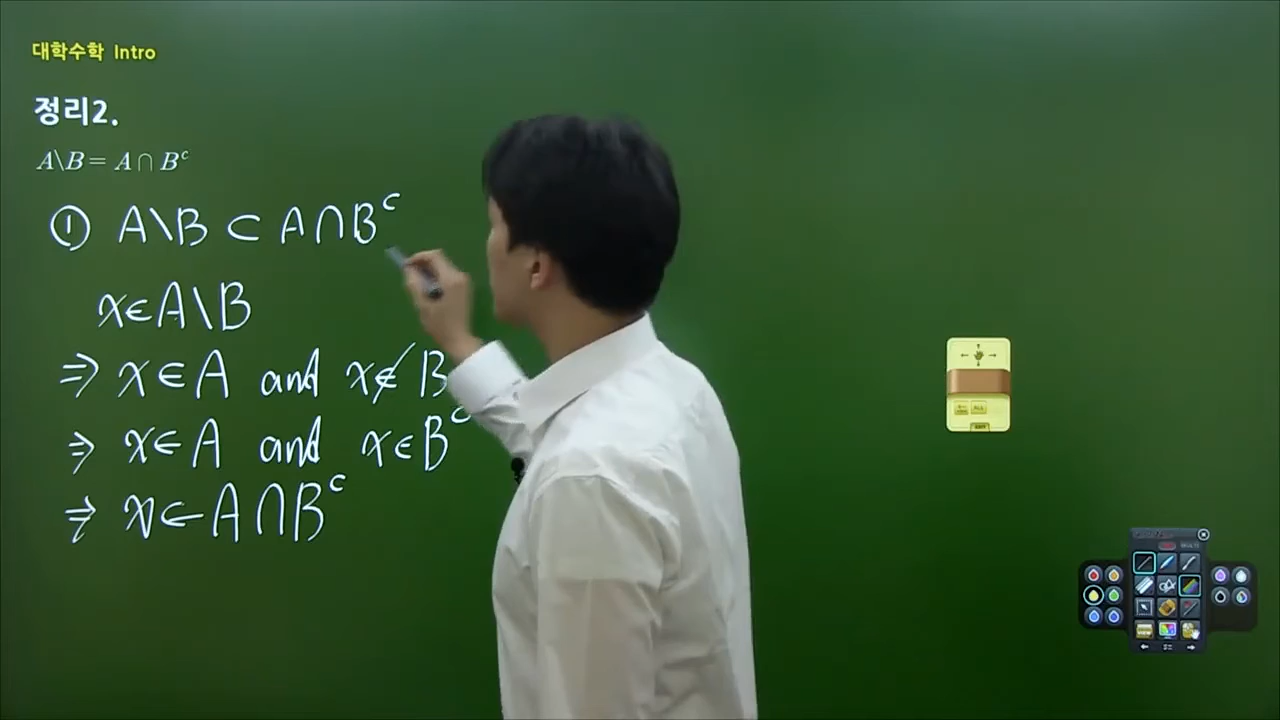 대학수학 Intro
정리2.
A\B = A∩B^c
① A\B ⊂ A∩B^c
x∈A\B
⇒ x∈A and x∉B
⇒ x∈A and x∈B^c
⇒ x∈A∩B^c